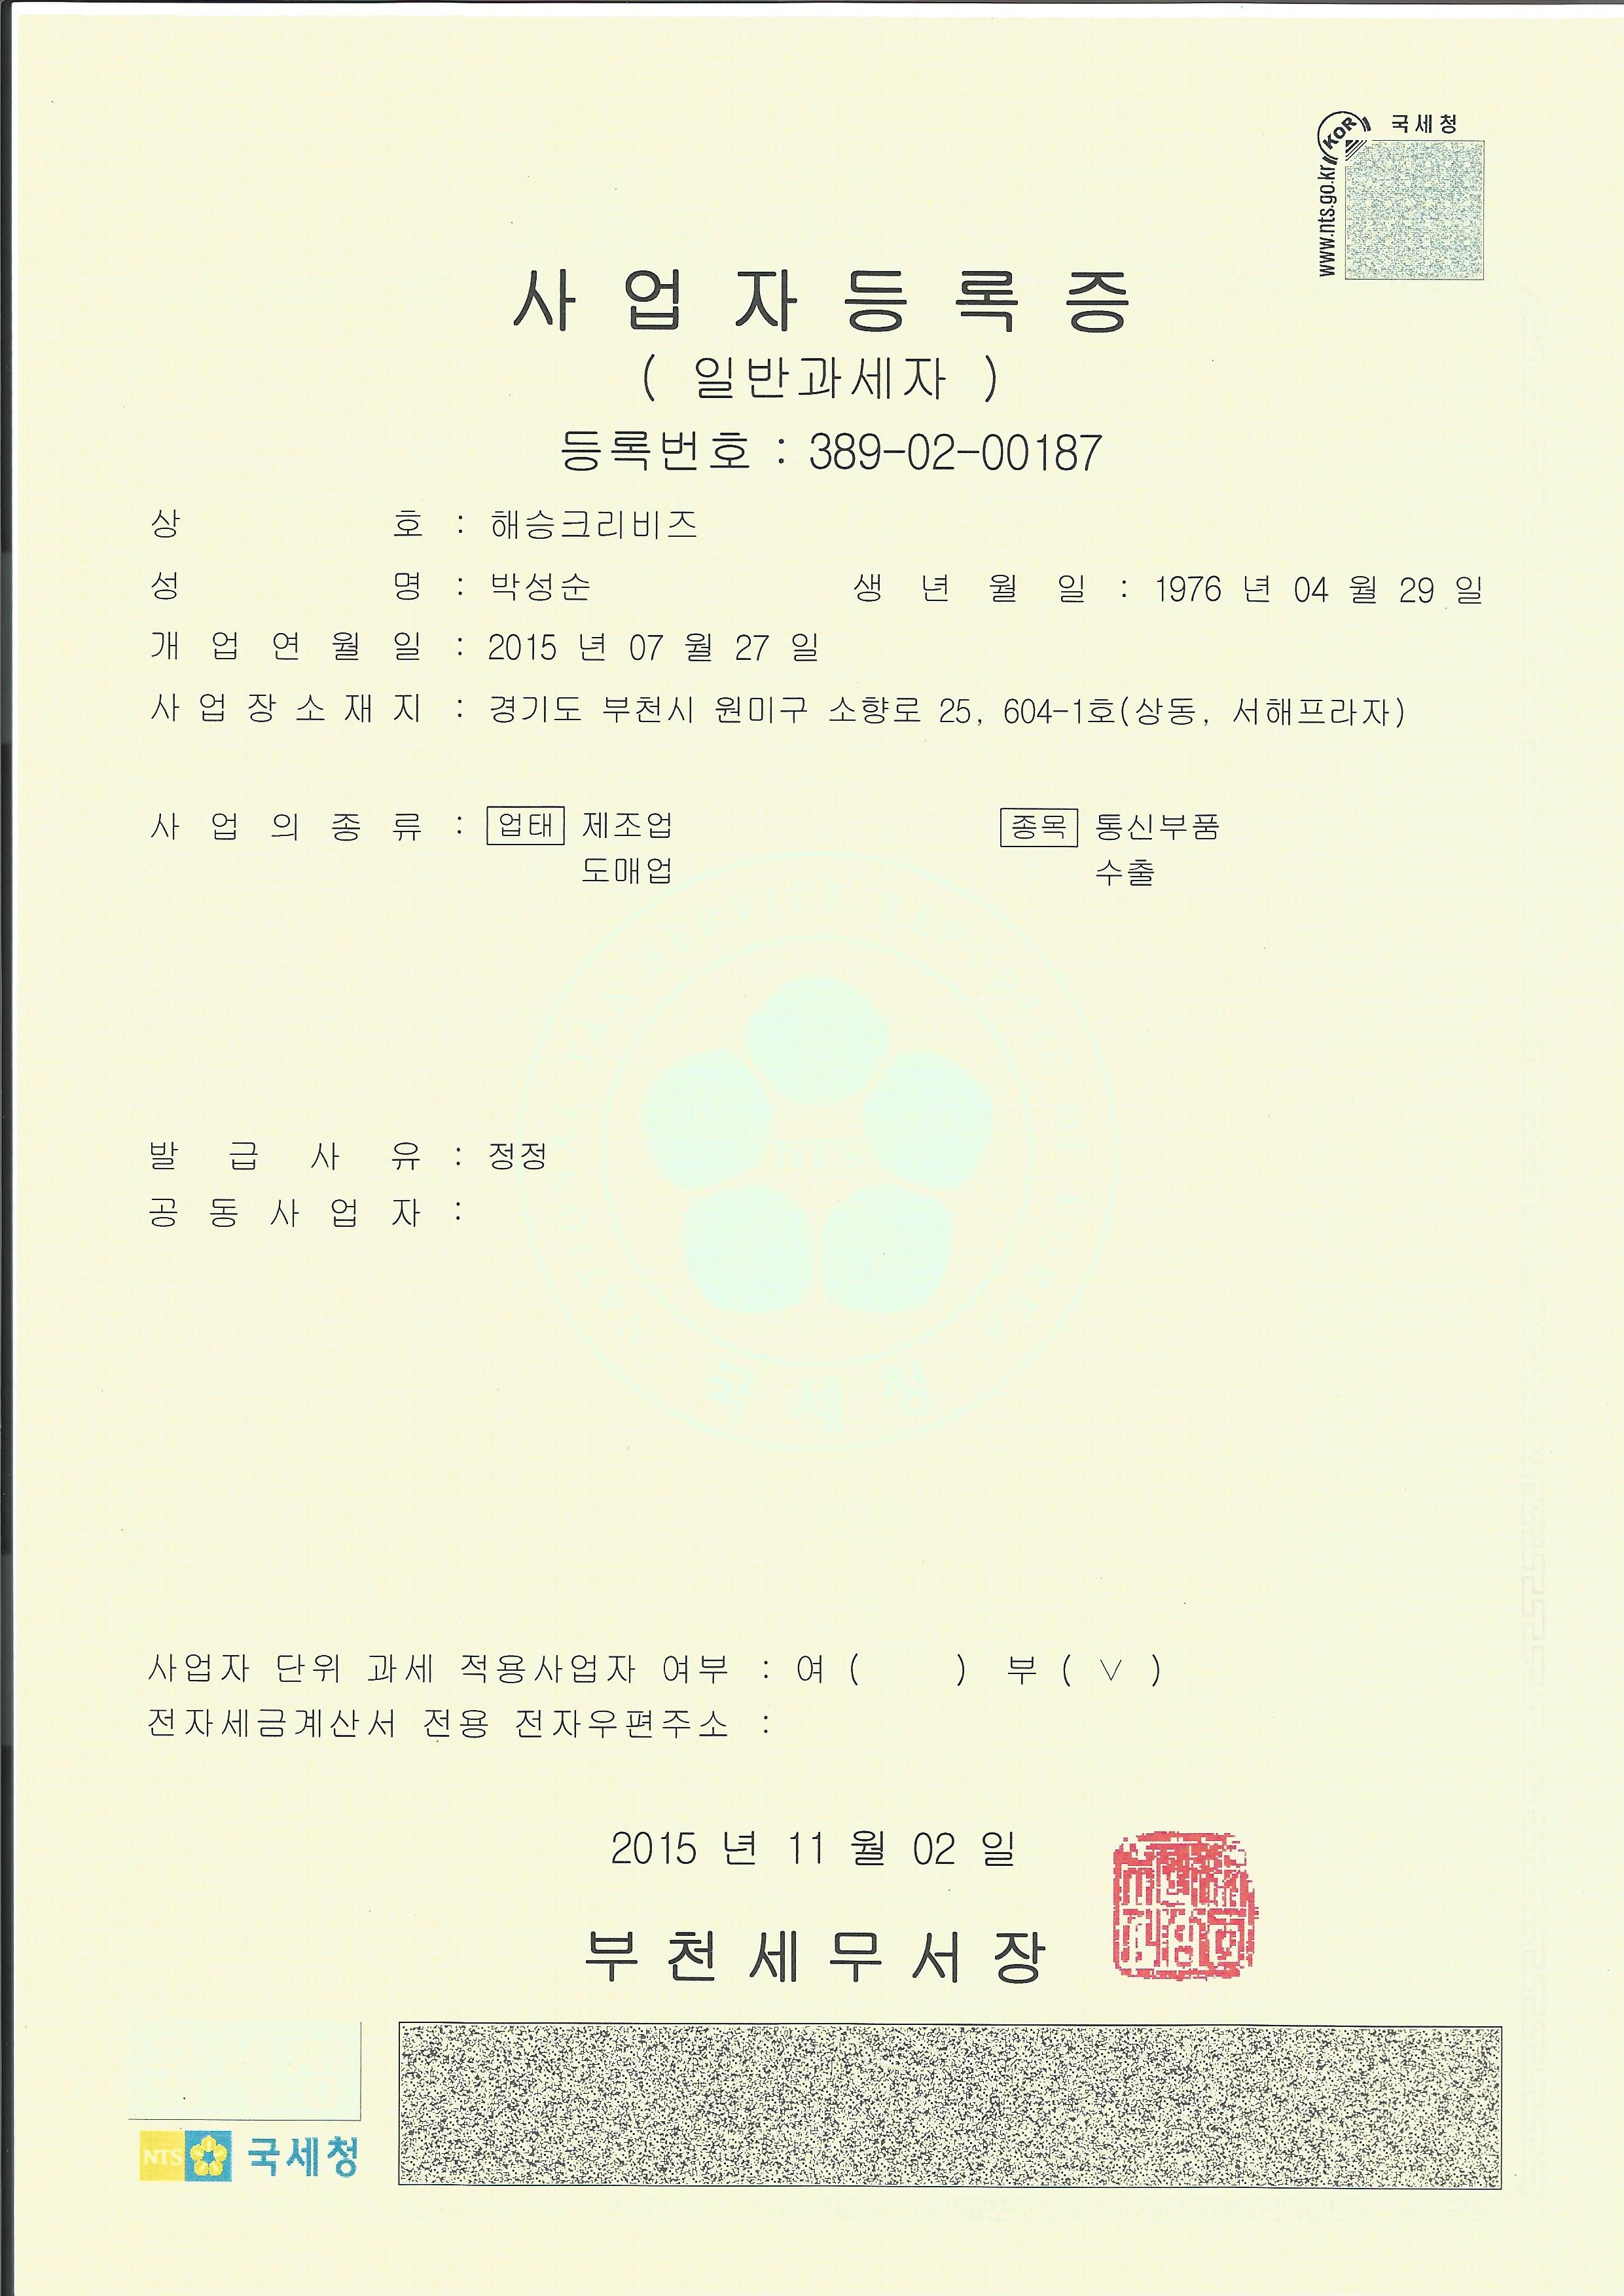 국세청
KOR
www.nts.go.kr
사업자등록증
( 일반과세자 )
등록번호 : 389-02-00187
상 호 : 해승크리비즈
성 명 : 박성순 생 년 월 일 : 1976 년 04 월 29 일
개 업 연 월 일 : 2015 년 07 월 27 일
사 업 장 소 재 지 : 경기도 부천시 원미구 소향로 25, 604-1호(상동, 서해프라자)
사 업 의 종 류 : 업태 제조업 종목 통신부품
도매업 수출
발 급 사 유 : 정정
공 동 사 업 자 :
국세청
사업자 단위 과세 적용사업자 여부 : 여 ( ) 부 ( ∨ )
전자세금계산서 전용 전자우편주소 :
2015 년 11 월 02 일
부천세무서장
NTS 국세청